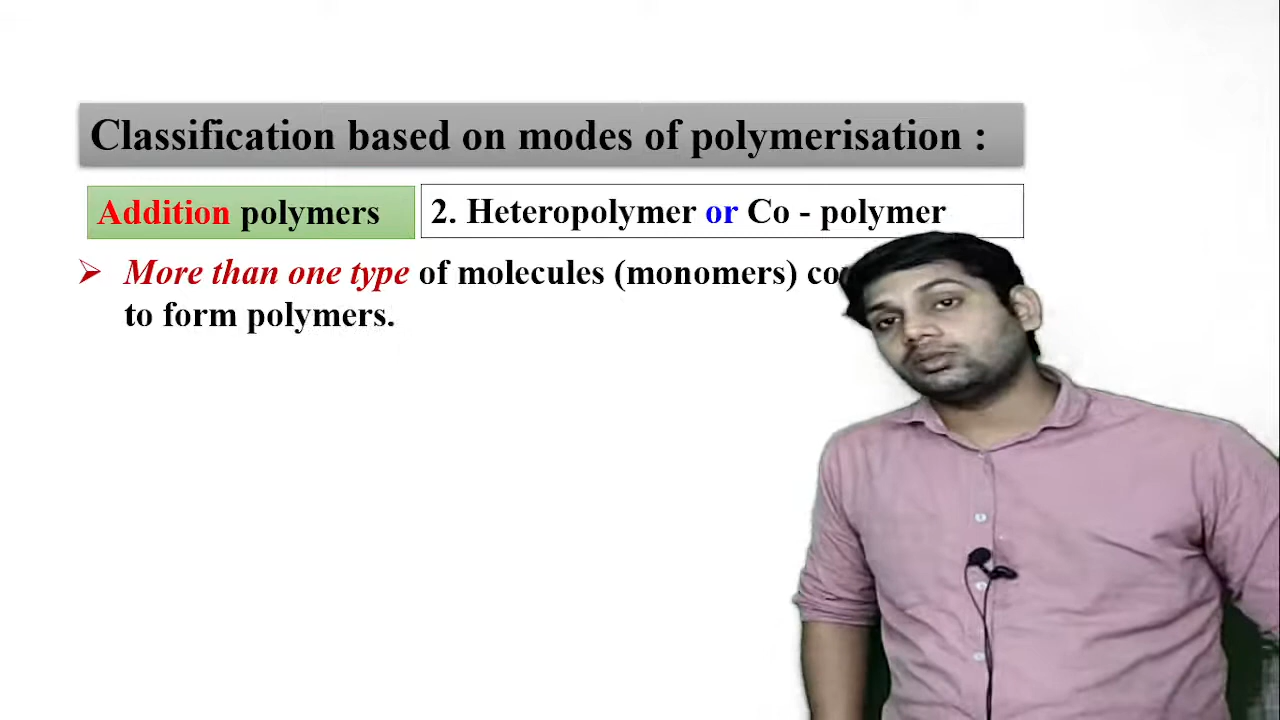 Classification based on modes of polymerisation :
Addition polymers
2. Heteropolymer or Co - polymer
More than one type of molecules (monomers)
to form polymers.